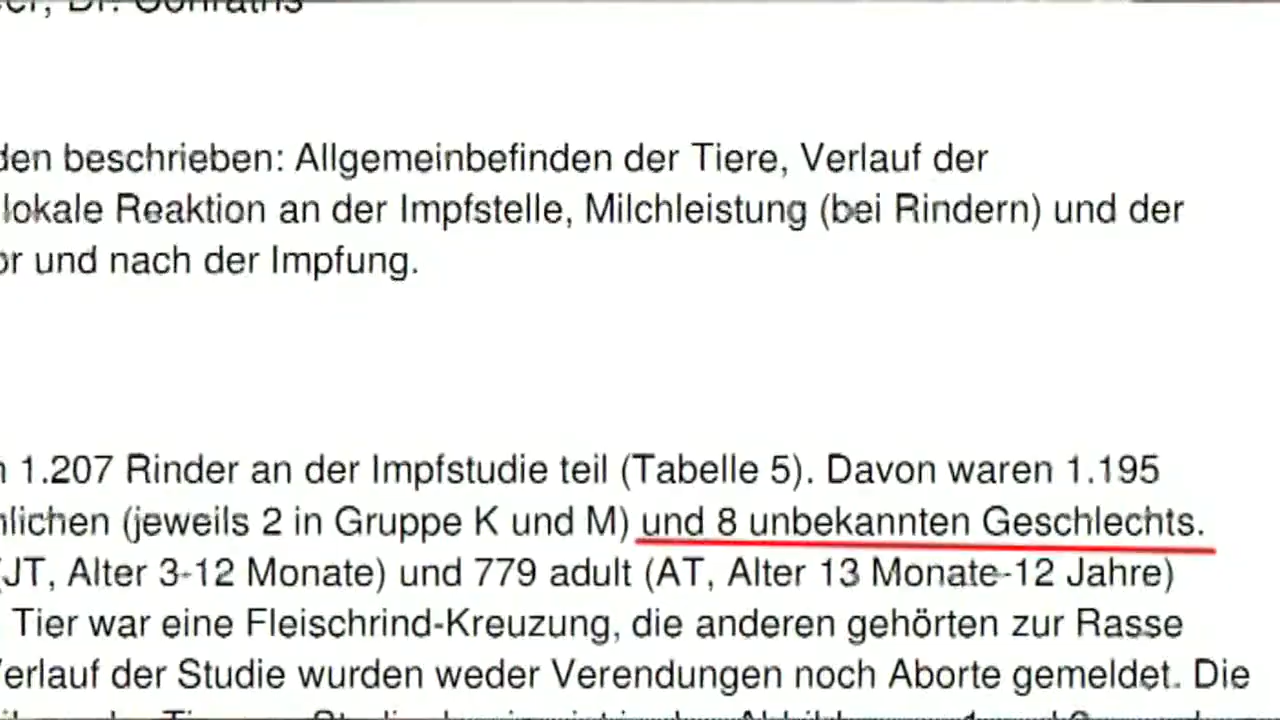 Dr. Conraths
beschrieben: Allgemeinbefinden der Tiere, Verlauf der
lokale Reaktion an der Impfstelle, Milchleistung (bei Rindern) und der
und nach der Impfung.
1.207 Rinder an der Impfstudie teil (Tabelle 5). Davon waren 1.195
(jeweils 2 in Gruppe K und M) und 8 unbekannten Geschlechts.
(JT, Alter 3-12 Monate) und 779 adult (AT, Alter 13 Monate-12 Jahre)
Tier war eine Fleischrind-Kreuzung, die anderen gehörten zur Rasse
Verlauf der Studie wurden weder Verendungen noch Aborte gemeldet. Die